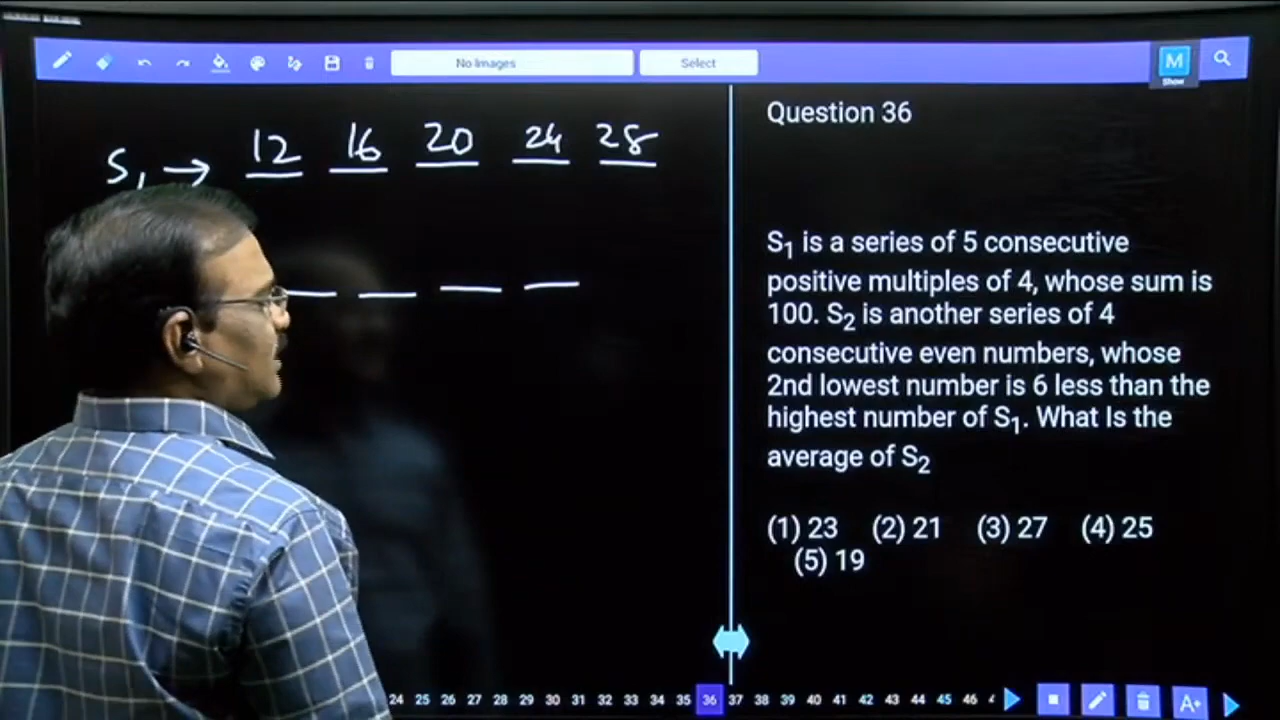 No Images
Select
M
Show
S₁ → 12 16 20 24 28
Question 36
S₁ is a series of 5 consecutive
positive multiples of 4, whose sum is
100. S₂ is another series of 4
consecutive even numbers, whose
2nd lowest number is 6 less than the
highest number of S₁. What Is the
average of S₂
(1) 23 (2) 21 (3) 27 (4) 25
(5) 19
24 25 26 27 28 29 30 31 32 33 34 35 36 37 38 39 40 41 42 43 44 45 46
A+